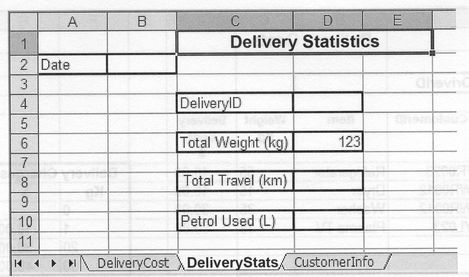 A B C D E
1 Delivery Statistics
2 Date
3
4 DeliveryID
5
6 Total Weight (kg) 123
7
8 Total Travel (km)
9
10 Petrol Used (L)
11
DeliveryCost DeliveryStats CustomerInfo